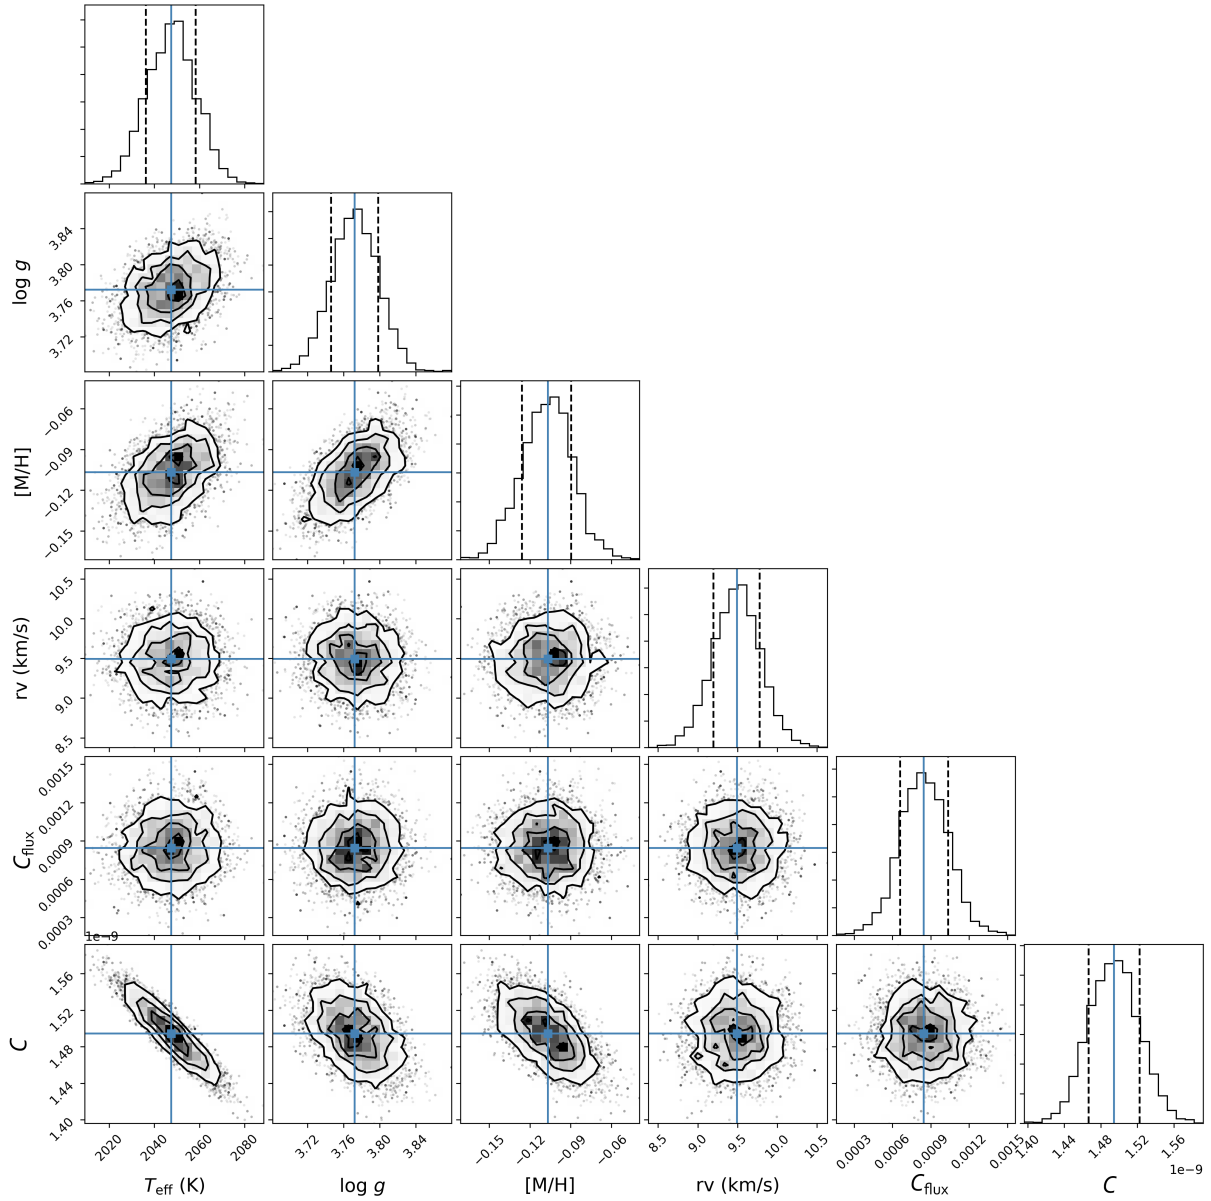 3.84
3.80
3.76
3.72
log g
−0.06
−0.09
−0.12
−0.15
[M/H]
10.5
10.0
9.5
9.0
8.5
rv (km/s)
0.0015
0.0012
0.0009
0.0006
0.0003
C_flux
1e−9
1.56
1.52
1.48
1.44
1.40
C
2020 2040 2060 2080
3.72 3.76 3.80 3.84
−0.15 −0.12 −0.09 −0.06
8.5 9.0 9.5 10.0 10.5
0.0003 0.0006 0.0009 0.0012 0.0015
1.40 1.44 1.48 1.52 1.56
1e−9
T_eff (K) log g [M/H] rv (km/s) C_flux C